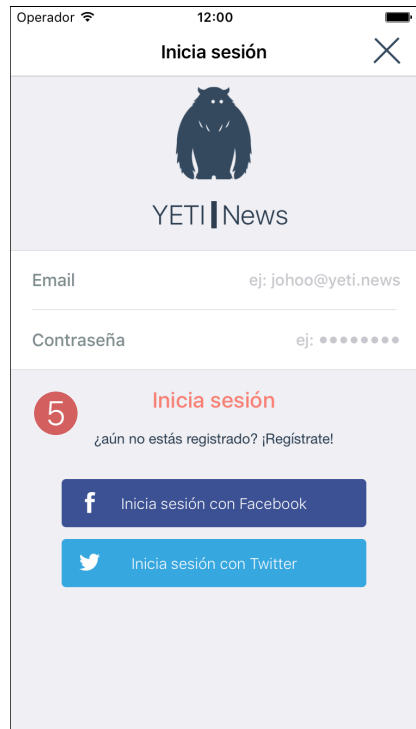 Operador 12:00
Inicia sesión
YETI News
Email ej: johoo@yeti.news
Contraseña ej: ●●●●●●●●
5
Inicia sesión
¿aún no estás registrado? ¡Regístrate!
f Inicia sesión con Facebook
Inicia sesión con Twitter